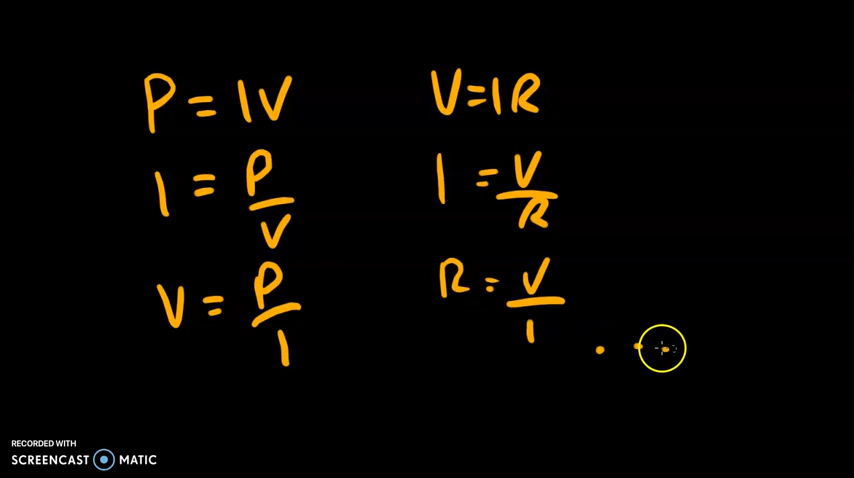 P = IV
I = P/V
V = P/I
V = IR
I = V/R
R = V/I
RECORDED WITH
SCREENCAST MATIC